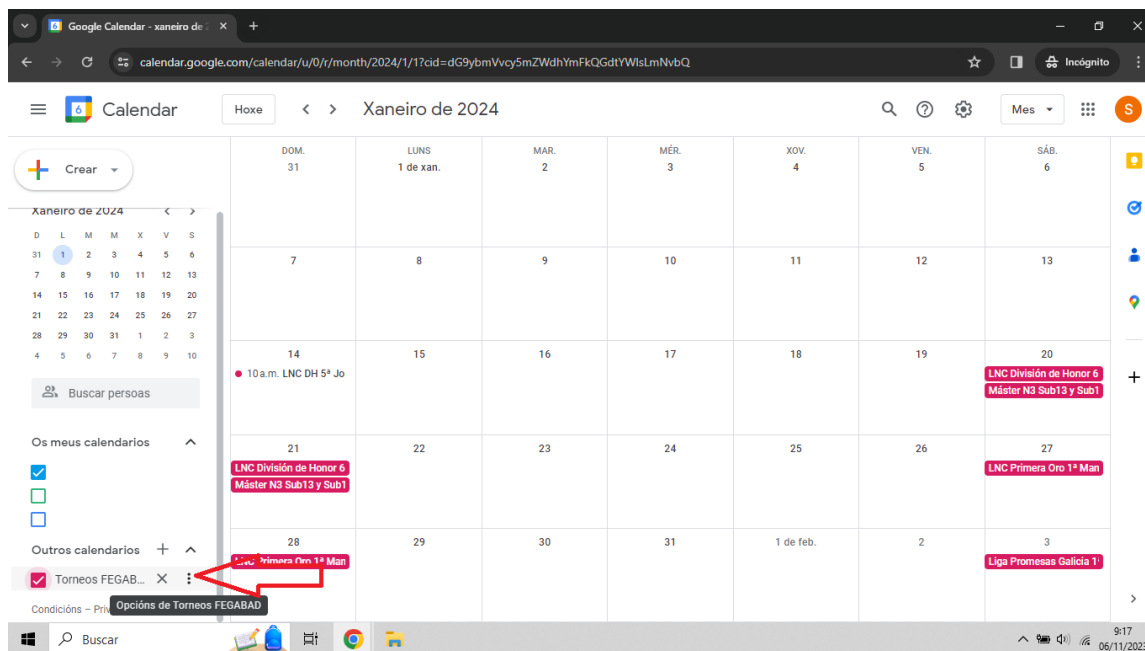 Google Calendar - xaneiro de 2
calendar.google.com/calendar/u/0/r/month/2024/1/1?cid=dG9ybmVvcy5mZWdhYmFkQGdtYWlsLmNvbQ
Incógnito
6 Calendar Hoxe Xaneiro de 2024 Mes S
Crear
Xaneiro de 2024
D L M M X V S
31 1 2 3 4 5 6
7 8 9 10 11 12 13
14 15 16 17 18 19 20
21 22 23 24 25 26 27
28 29 30 31 1 2 3
4 5 6 7 8 9 10
Buscar persoas
Os meus calendarios
Outros calendarios
Torneos FEGAB...
Condicións – Priv
Opcións de Torneos FEGABAD
DOM. LUNS MAR. MÉR. XOV. VEN. SÁB.
31 1 de xan. 2 3 4 5 6
7 8 9 10 11 12 13
14 15 16 17 18 19 20
10 a.m. LNC DH 5ª Jo
LNC División de Honor 6
Máster N3 Sub13 y Sub1
21 22 23 24 25 26 27
LNC División de Honor 6 LNC Primera Oro 1ª Man
Máster N3 Sub13 y Sub1
28 29 30 31 1 de feb. 2 3
LNC Primera Oro 1ª Man Liga Promesas Galicia 1ª
Buscar
9:17
06/11/2023